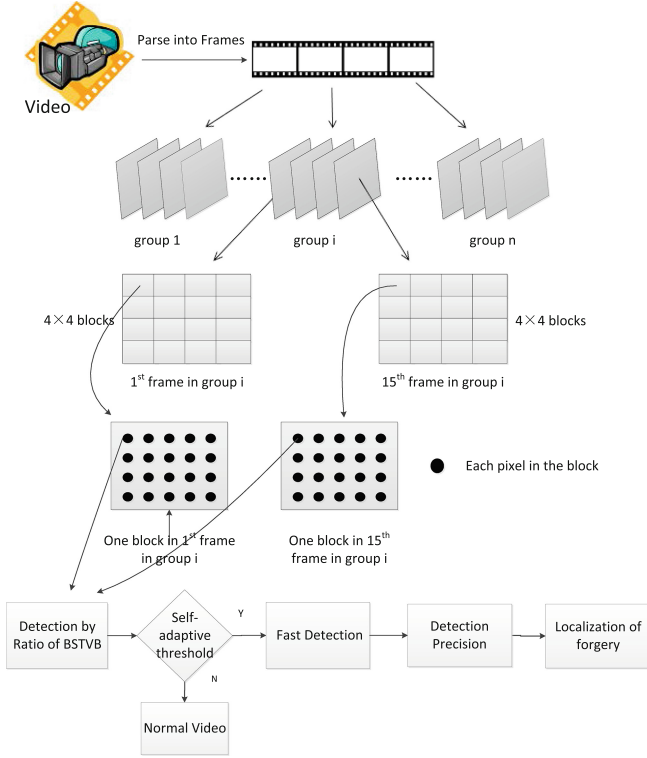 Parse into Frames
Video
group 1
group i
group n
4×4 blocks
4×4 blocks
1st frame in group i
15th frame in group i
Each pixel in the block
One block in 1st frame
in group i
One block in 15th
frame in group i
Detection by
Ratio of BSTVB
Self-
adaptive
threshold
Y
Fast Detection
Detection
Precision
Localization of
forgery
N
Normal Video